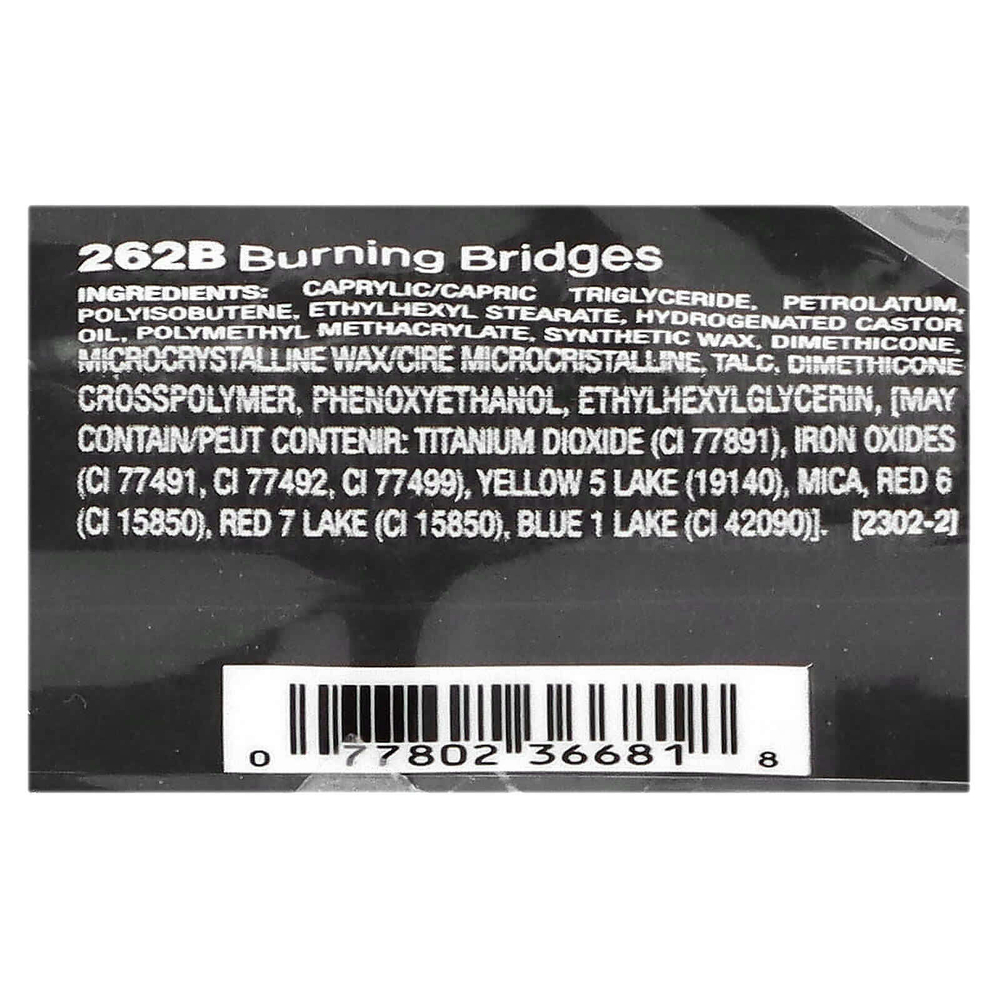 262B Burning Bridges
INGREDIENTS: CAPRYLIC/CAPRIC TRIGLYCERIDE, PETROLATUM,
POLYISOBUTENE, ETHYLHEXYL STEARATE, HYDROGENATED CASTOR
OIL, POLYMETHYL METHACRYLATE, SYNTHETIC WAX, DIMETHICONE,
MICROCRYSTALLINE WAX/CIRE MICROCRISTALLINE, TALC, DIMETHICONE
CROSSPOLYMER, PHENOXYETHANOL, ETHYLHEXYLGLYCERIN, [MAY
CONTAIN/PEUT CONTENIR: TITANIUM DIOXIDE (CI 77891), IRON OXIDES
(CI 77491, CI 77492, CI 77499), YELLOW 5 LAKE (19140), MICA, RED 6
(CI 15850), RED 7 LAKE (CI 15850), BLUE 1 LAKE (CI 42090)]. [2302-2]
0 77802 36681 8